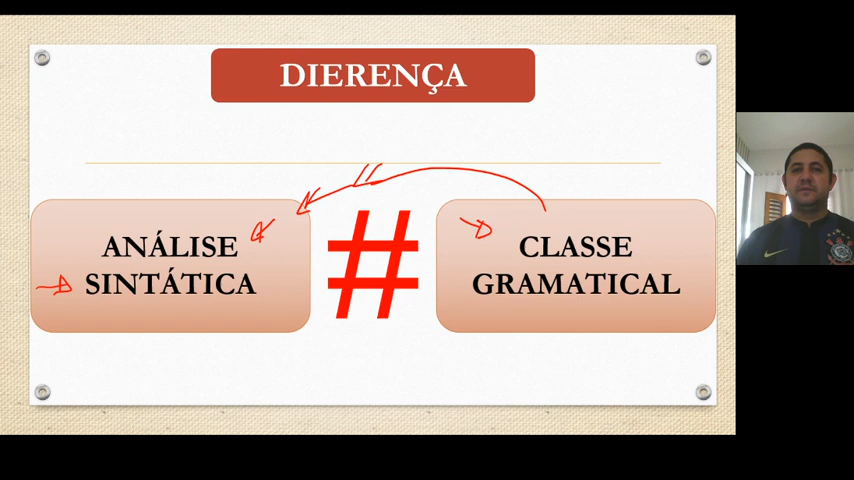 DIERENÇA
ANÁLISE
SINTÁTICA
#
CLASSE
GRAMATICAL